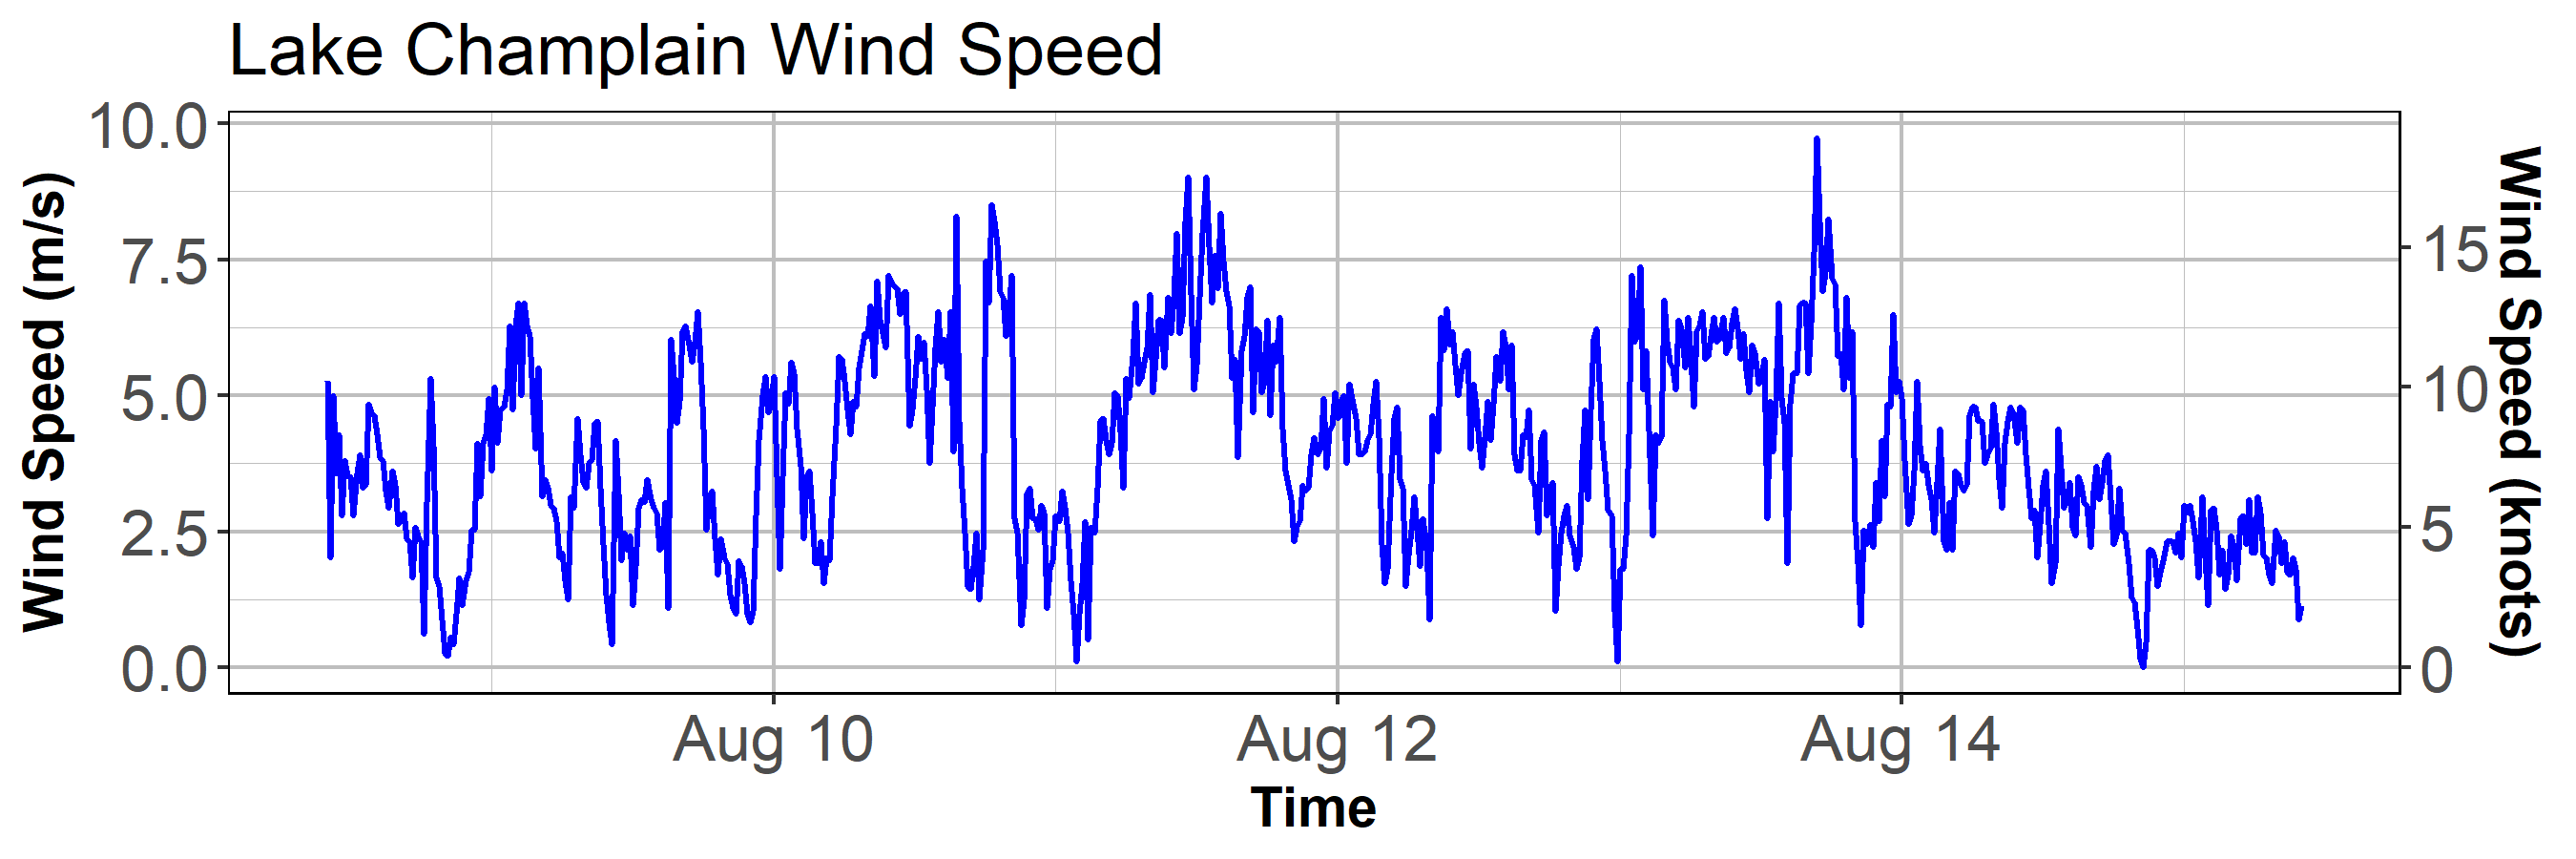 Lake Champlain Wind Speed
Wind Speed (m/s)
10.0
7.5
5.0
2.5
0.0
Wind Speed (knots)
15
10
5
0
Aug 10
Aug 12
Aug 14
Time